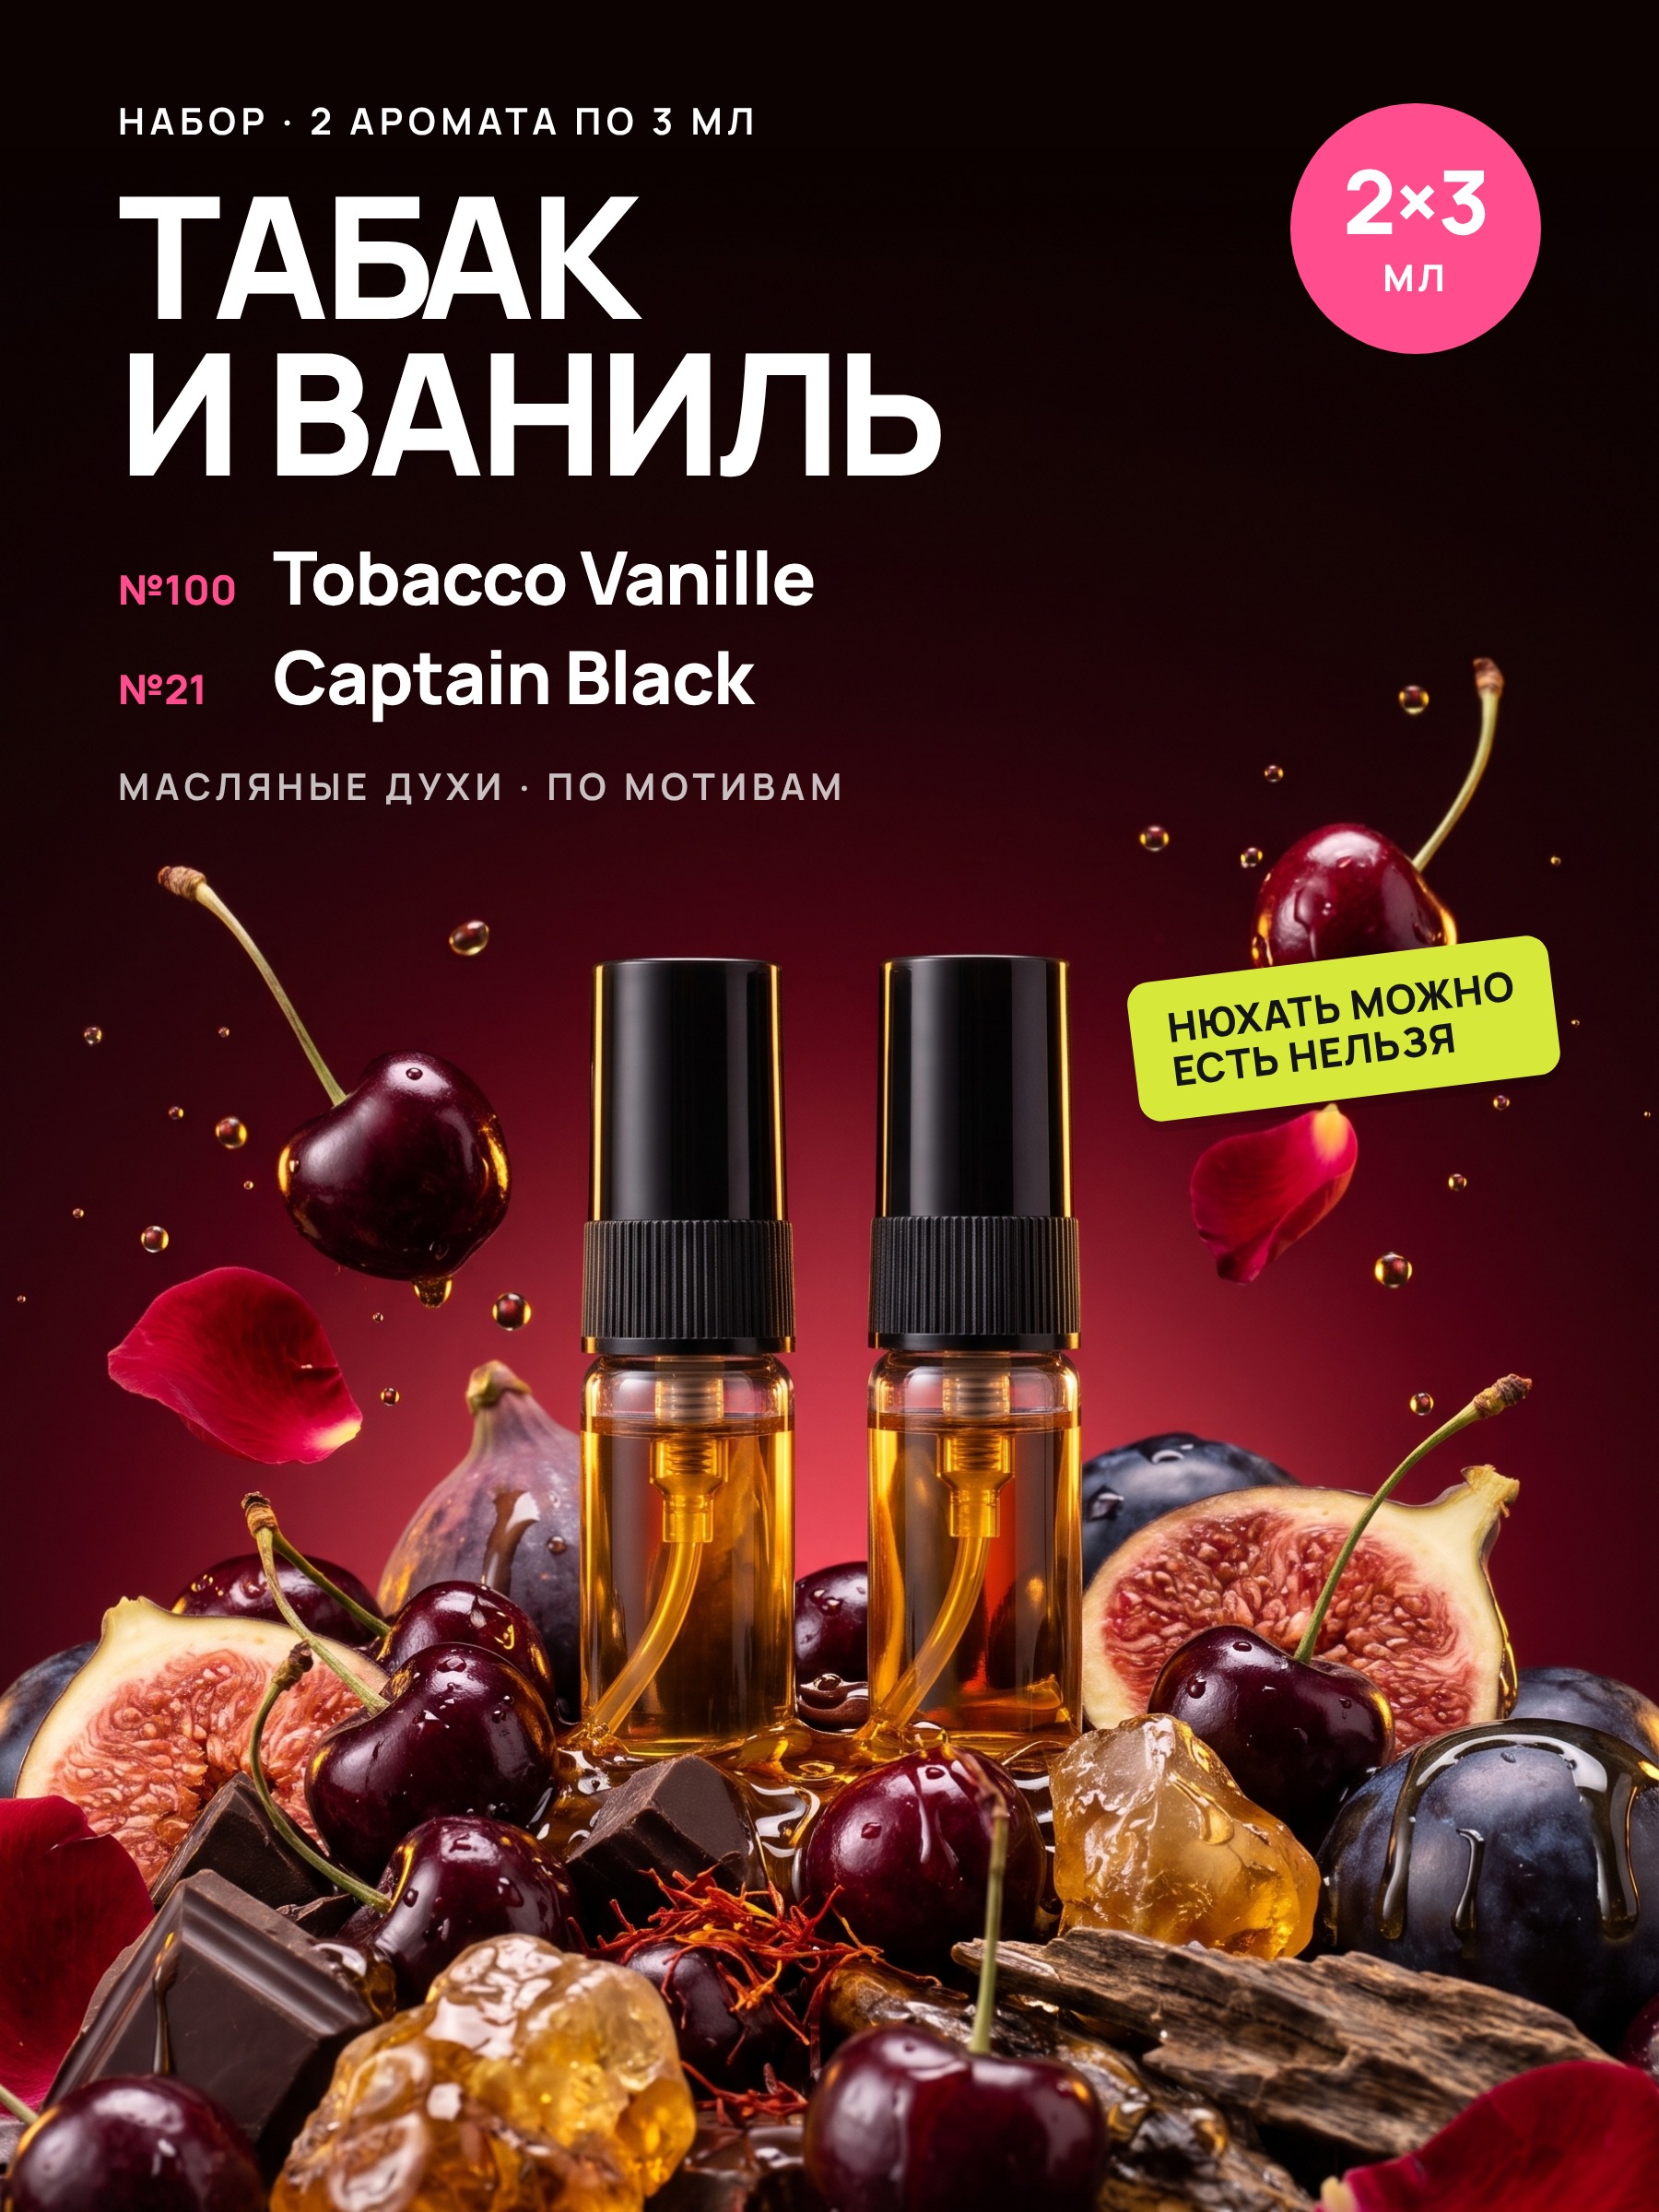 НАБОР · 2 АРОМАТА ПО 3 МЛ
2×3
МЛ
ТАБАК
И ВАНИЛЬ
№100 Tobacco Vanille
№21 Captain Black
МАСЛЯНЫЕ ДУХИ · ПО МОТИВАМ
НЮХАТЬ МОЖНО
ЕСТЬ НЕЛЬЗЯ